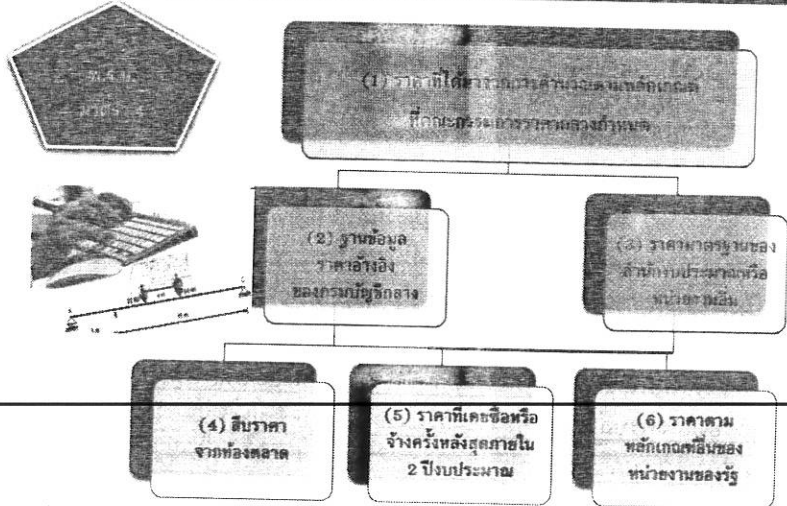 (1) ราคาที่ได้มาจากการคำนวณตามหลักเกณฑ์
ที่คณะกรรมการราคากลางกำหนด
(2) ฐานข้อมูล
ราคาอ้างอิง
ของกรมบัญชีกลาง
(3) ราคามาตรฐานของ
สำนักงบประมาณหรือ
หน่วยงานอื่น
(4) สืบราคา
จากท้องตลาด
(5) ราคาที่เคยซื้อหรือ
จ้างครั้งหลังสุดภายใน
2 ปีงบประมาณ
(6) ราคาตาม
หลักเกณฑ์อื่นของ
หน่วยงานของรัฐ